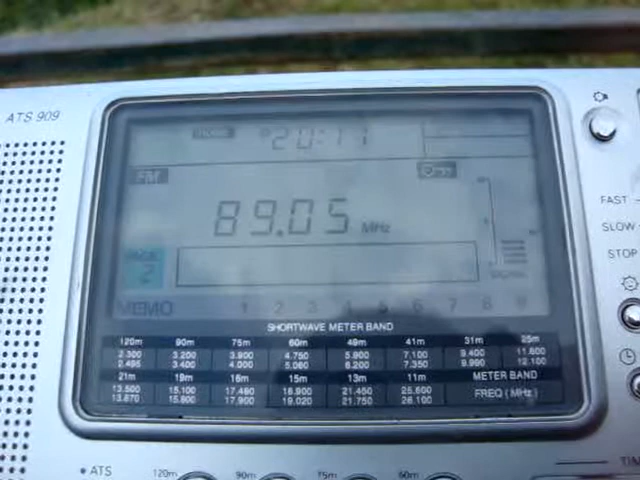 ATS 909
HOME 20:11
FM
89.05 MHz
PAGE
2
SIGNAL
MEMO 1 2 3 4 5 6 7 8 9
FAST
SLOW
STOP
SHORTWAVE METER BAND
120m 90m 75m 60m 49m 41m 31m 25m
2.300 3.200 3.900 4.750 5.900 7.100 9.400 11.600
2.495 3.400 4.000 5.060 6.200 7.350 9.990 12.100
21m 19m 16m 15m 13m 11m METER BAND
13.500 15.100 17.480 18.900 21.450 25.600 FREQ (MHz)
13.870 15.800 17.900 19.020 21.750 26.100
ATS 120m 90m 75m 60m